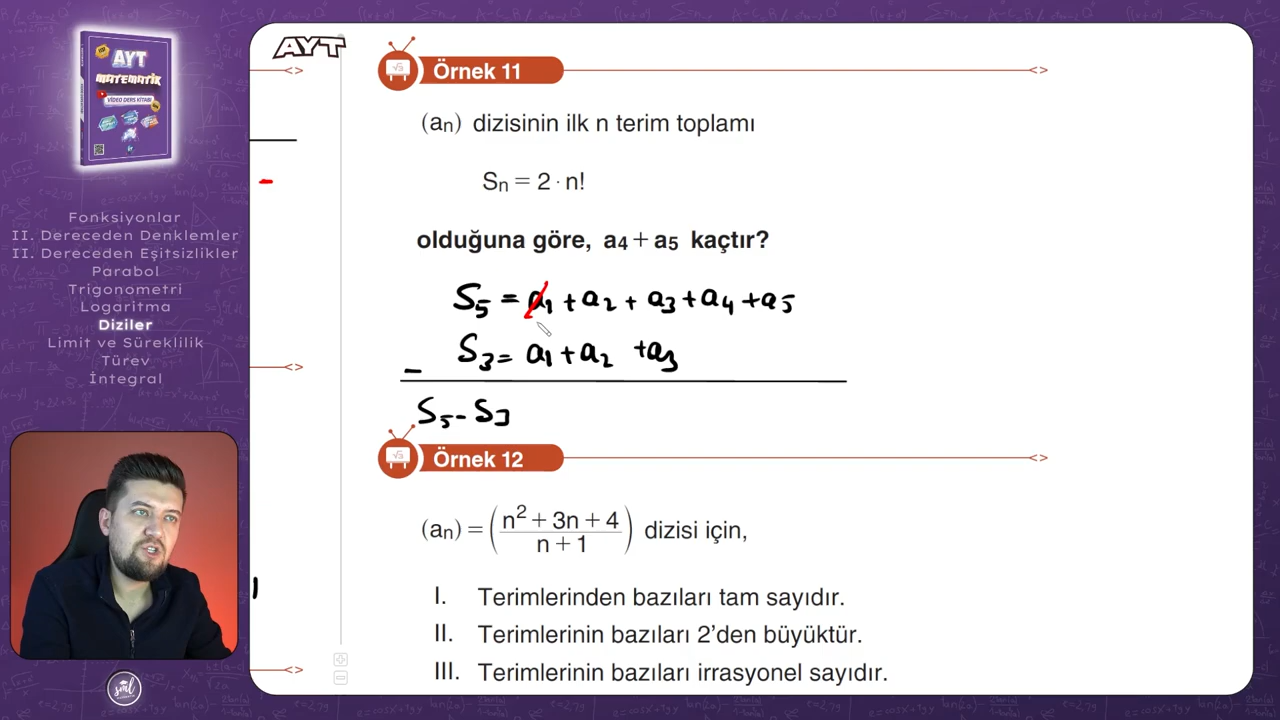 AYT
MATEMATİK
VİDEO DERS KİTABI
Fonksiyonlar
II. Dereceden Denklemler
II. Dereceden Eşitsizlikler
Parabol
Trigonometri
Logaritma
Diziler
Limit ve Süreklilik
Türev
İntegral
sml
AYT
Örnek 11
(aₙ) dizisinin ilk n terim toplamı
Sₙ = 2 · n!
olduğuna göre, a₄ + a₅ kaçtır?
S₅ = a₁ + a₂ + a₃ + a₄ + a₅
S₃ = a₁ + a₂ + a₃
−
S₅ - S₃
Örnek 12
(aₙ) = (n² + 3n + 4 / n + 1) dizisi için,
I. Terimlerinden bazıları tam sayıdır.
II. Terimlerinin bazıları 2'den büyüktür.
III. Terimlerinin bazıları irrasyonel sayıdır.